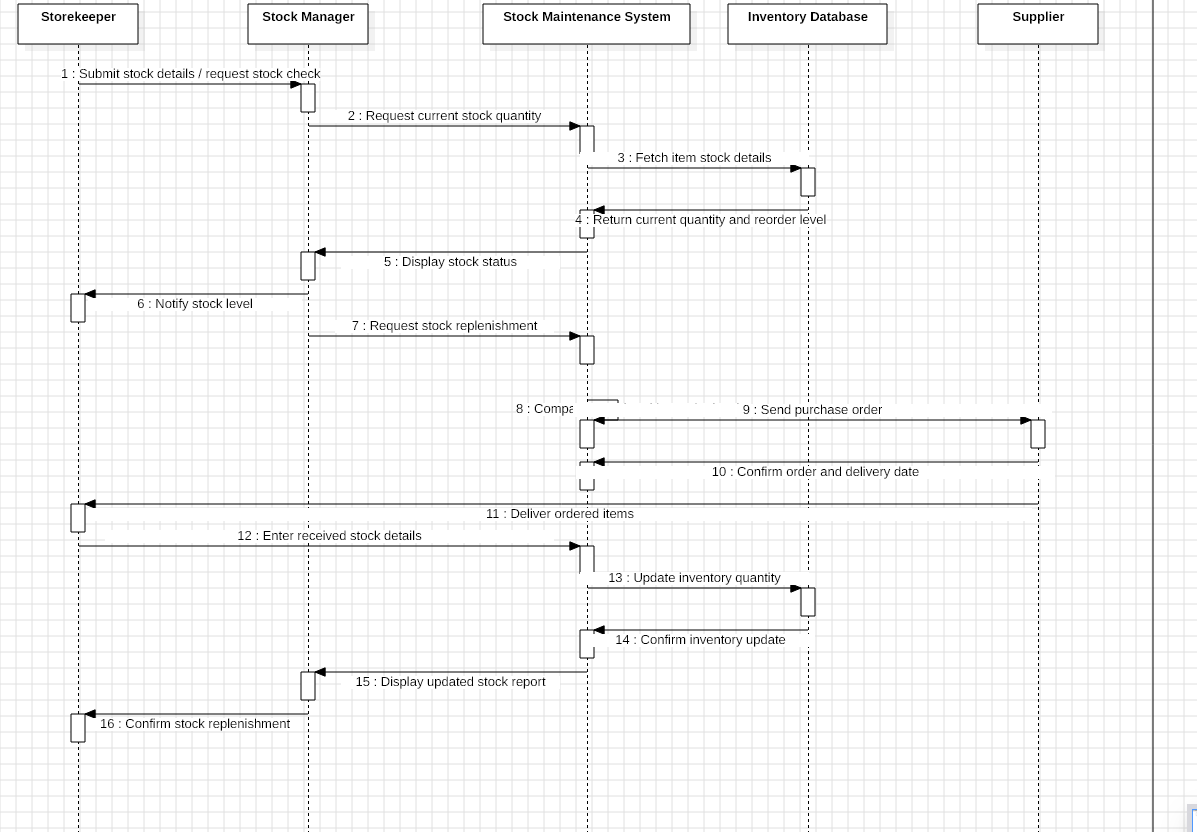 Storekeeper
Stock Manager
Stock Maintenance System
Inventory Database
Supplier
1 : Submit stock details / request stock check
2 : Request current stock quantity
3 : Fetch item stock details
4 : Return current quantity and reorder level
5 : Display stock status
6 : Notify stock level
7 : Request stock replenishment
8 : Compa
9 : Send purchase order
10 : Confirm order and delivery date
11 : Deliver ordered items
12 : Enter received stock details
13 : Update inventory quantity
14 : Confirm inventory update
15 : Display updated stock report
16 : Confirm stock replenishment